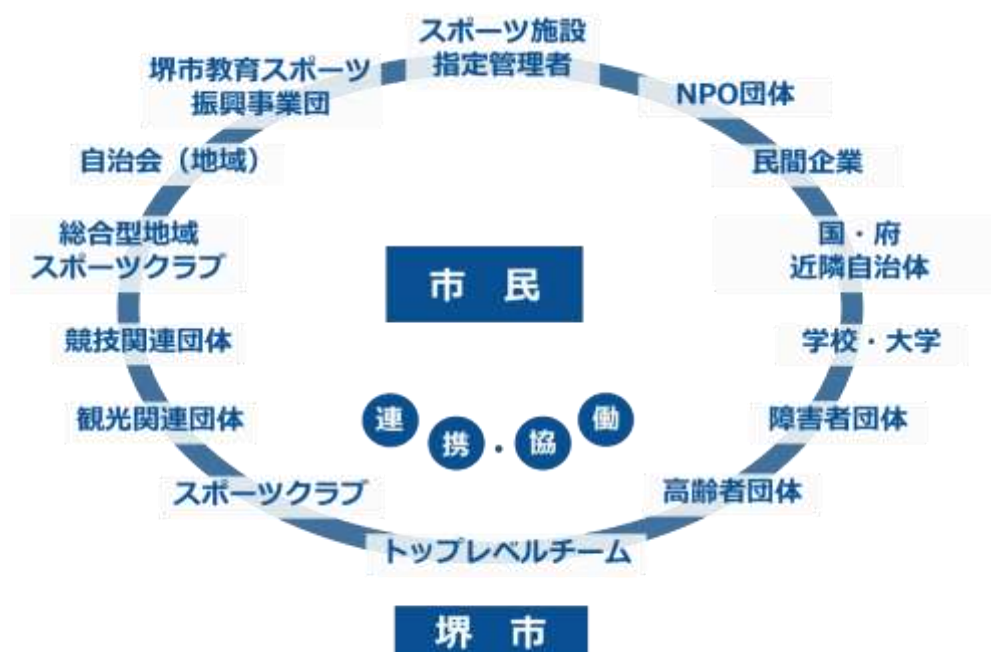 スポーツ施設
指定管理者
堺市教育スポーツ
振興事業団
NPO団体
自治会（地域）
民間企業
総合型地域
スポーツクラブ
国・府
近隣自治体
市 民
競技関連団体
学校・大学
観光関連団体
連携・協働
障害者団体
スポーツクラブ
高齢者団体
トップレベルチーム
堺 市